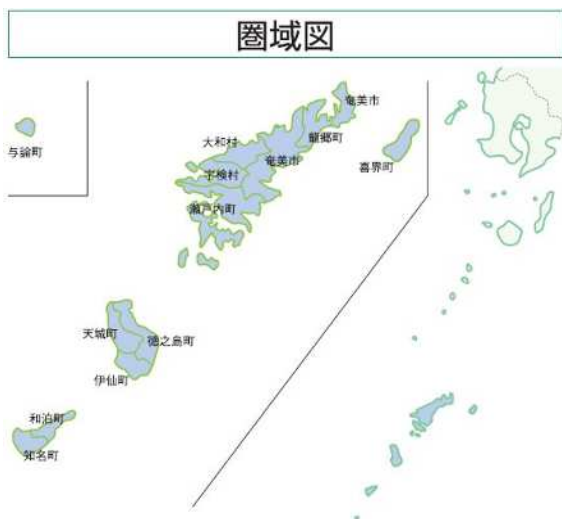 圏域図
奄美市
与論町
大和村
龍郷町
奄美市
喜界町
宇検村
瀬戸内町
天城町
徳之島町
伊仙町
和泊町
知名町